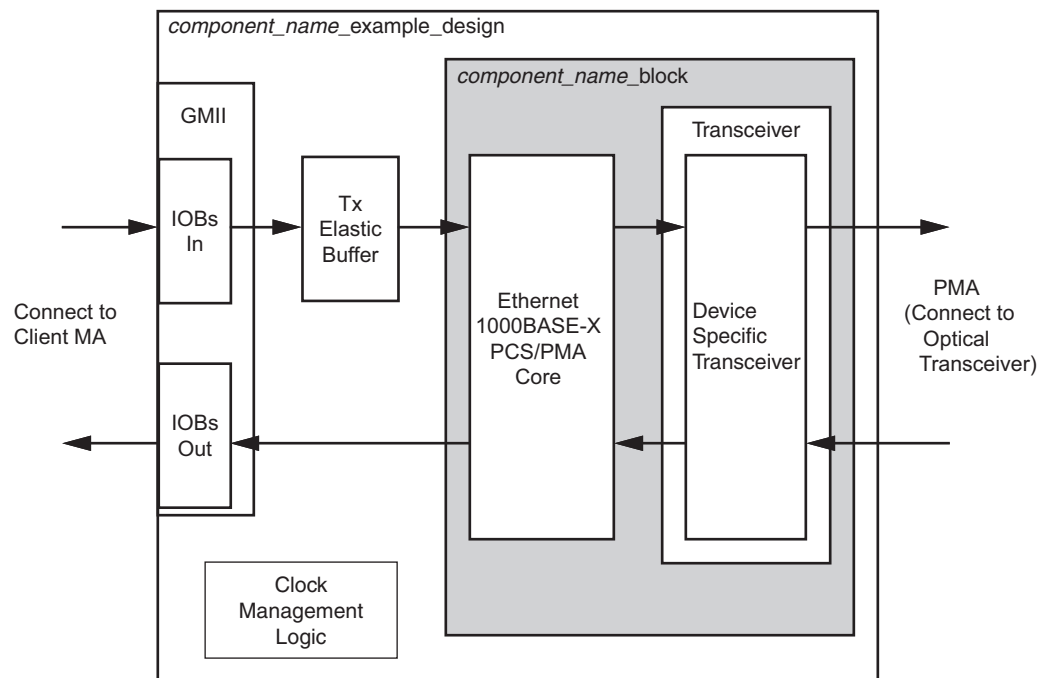 component_name_example_design
component_name_block
GMII
Transceiver
IOBs
In
Tx
Elastic
Buffer
Connect to
Client MA
Ethernet
1000BASE-X
PCS/PMA
Core
Device
Specific
Transceiver
PMA
(Connect to
Optical
Transceiver)
IOBs
Out
Clock
Management
Logic